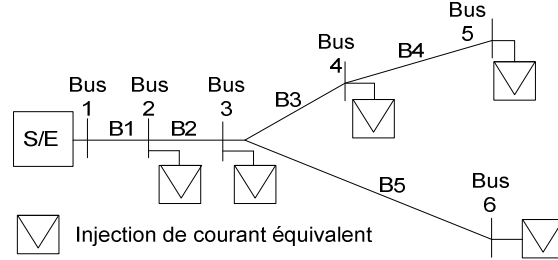 Bus
5
Bus
4
B4
Bus
1
Bus
2
Bus
3
B3
S/E
B1
B2
B5
Bus
6
Injection de courant équivalent